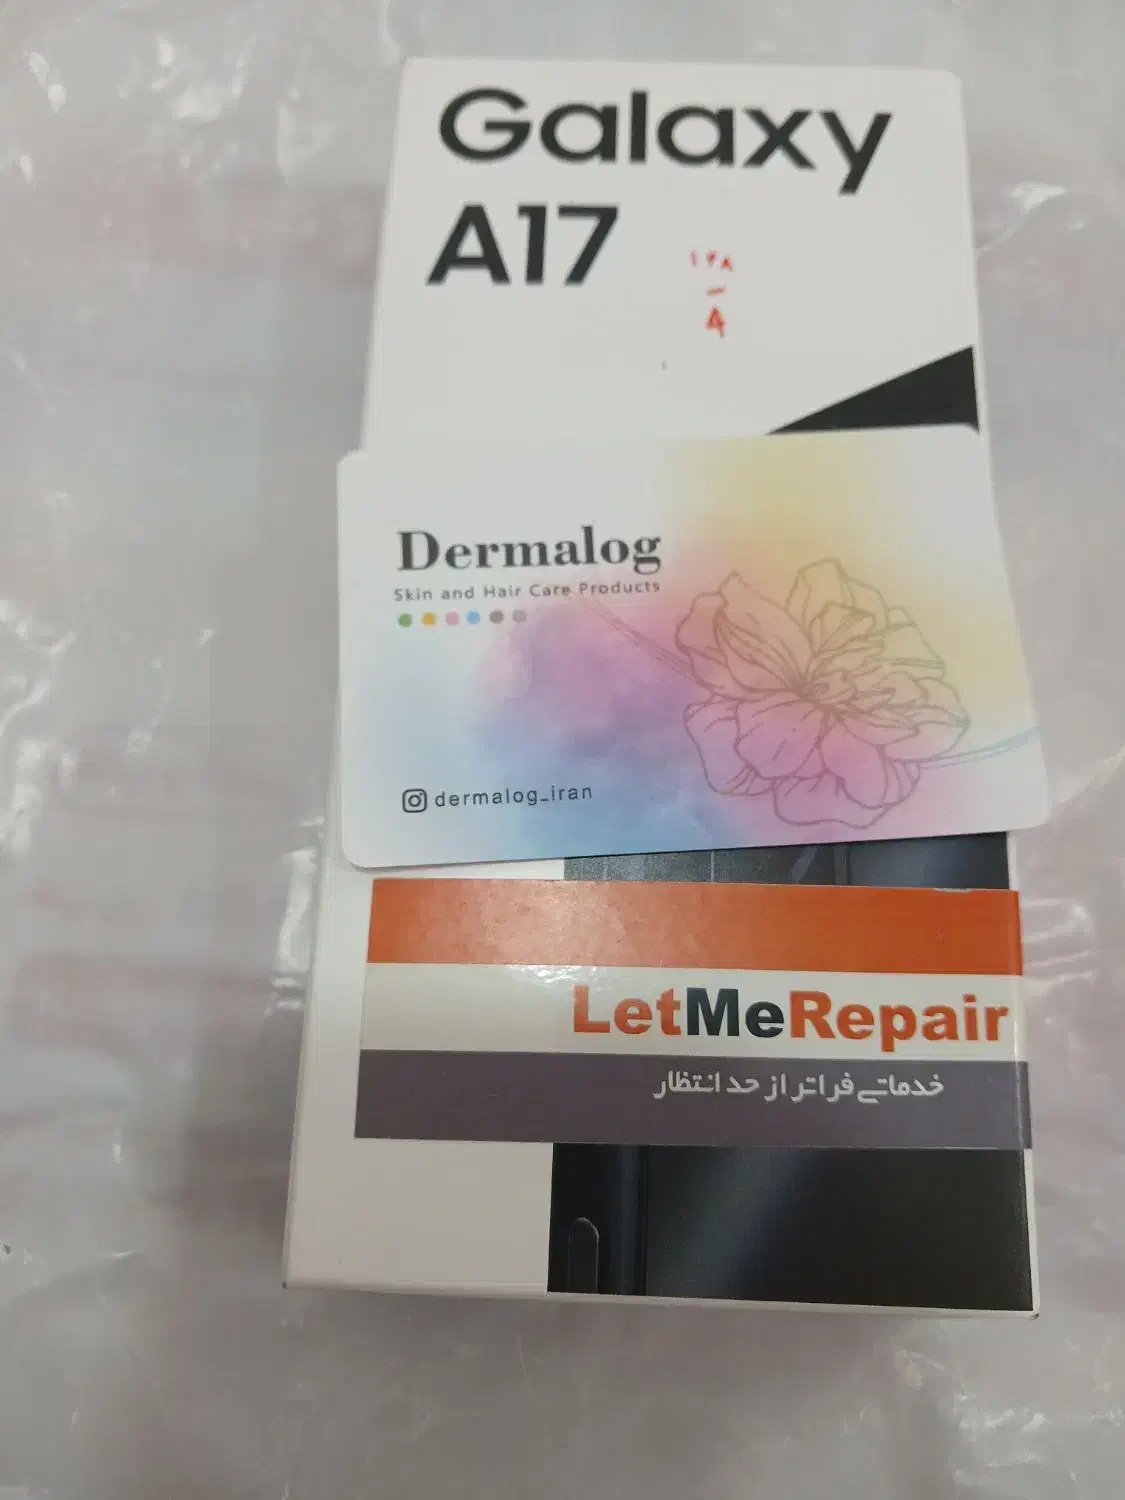 Galaxy
A17
۱۲۸
-
4
Dermalog
Skin and Hair Care Products
dermalog_iran
LetMeRepair
خدماتی فراتر از حد انتظار